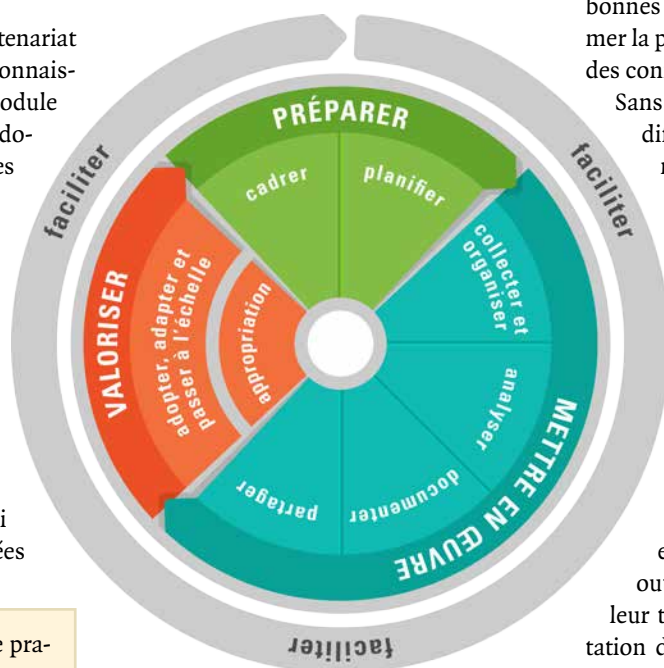 tenariat
onnais-
odule
do-
es
i
ées
e pra-
faciliter
PRÉPARER
cadrer
planifier
faciliter
collecter et
organiser
analyser
METTRE EN ŒUVRE
documenter
partager
VALORISER
adopter, adapter et
passer à l'échelle
appropriation
faciliter
bonnes
mer la p
des con
Sans
di
e
ou
leur t
tation d